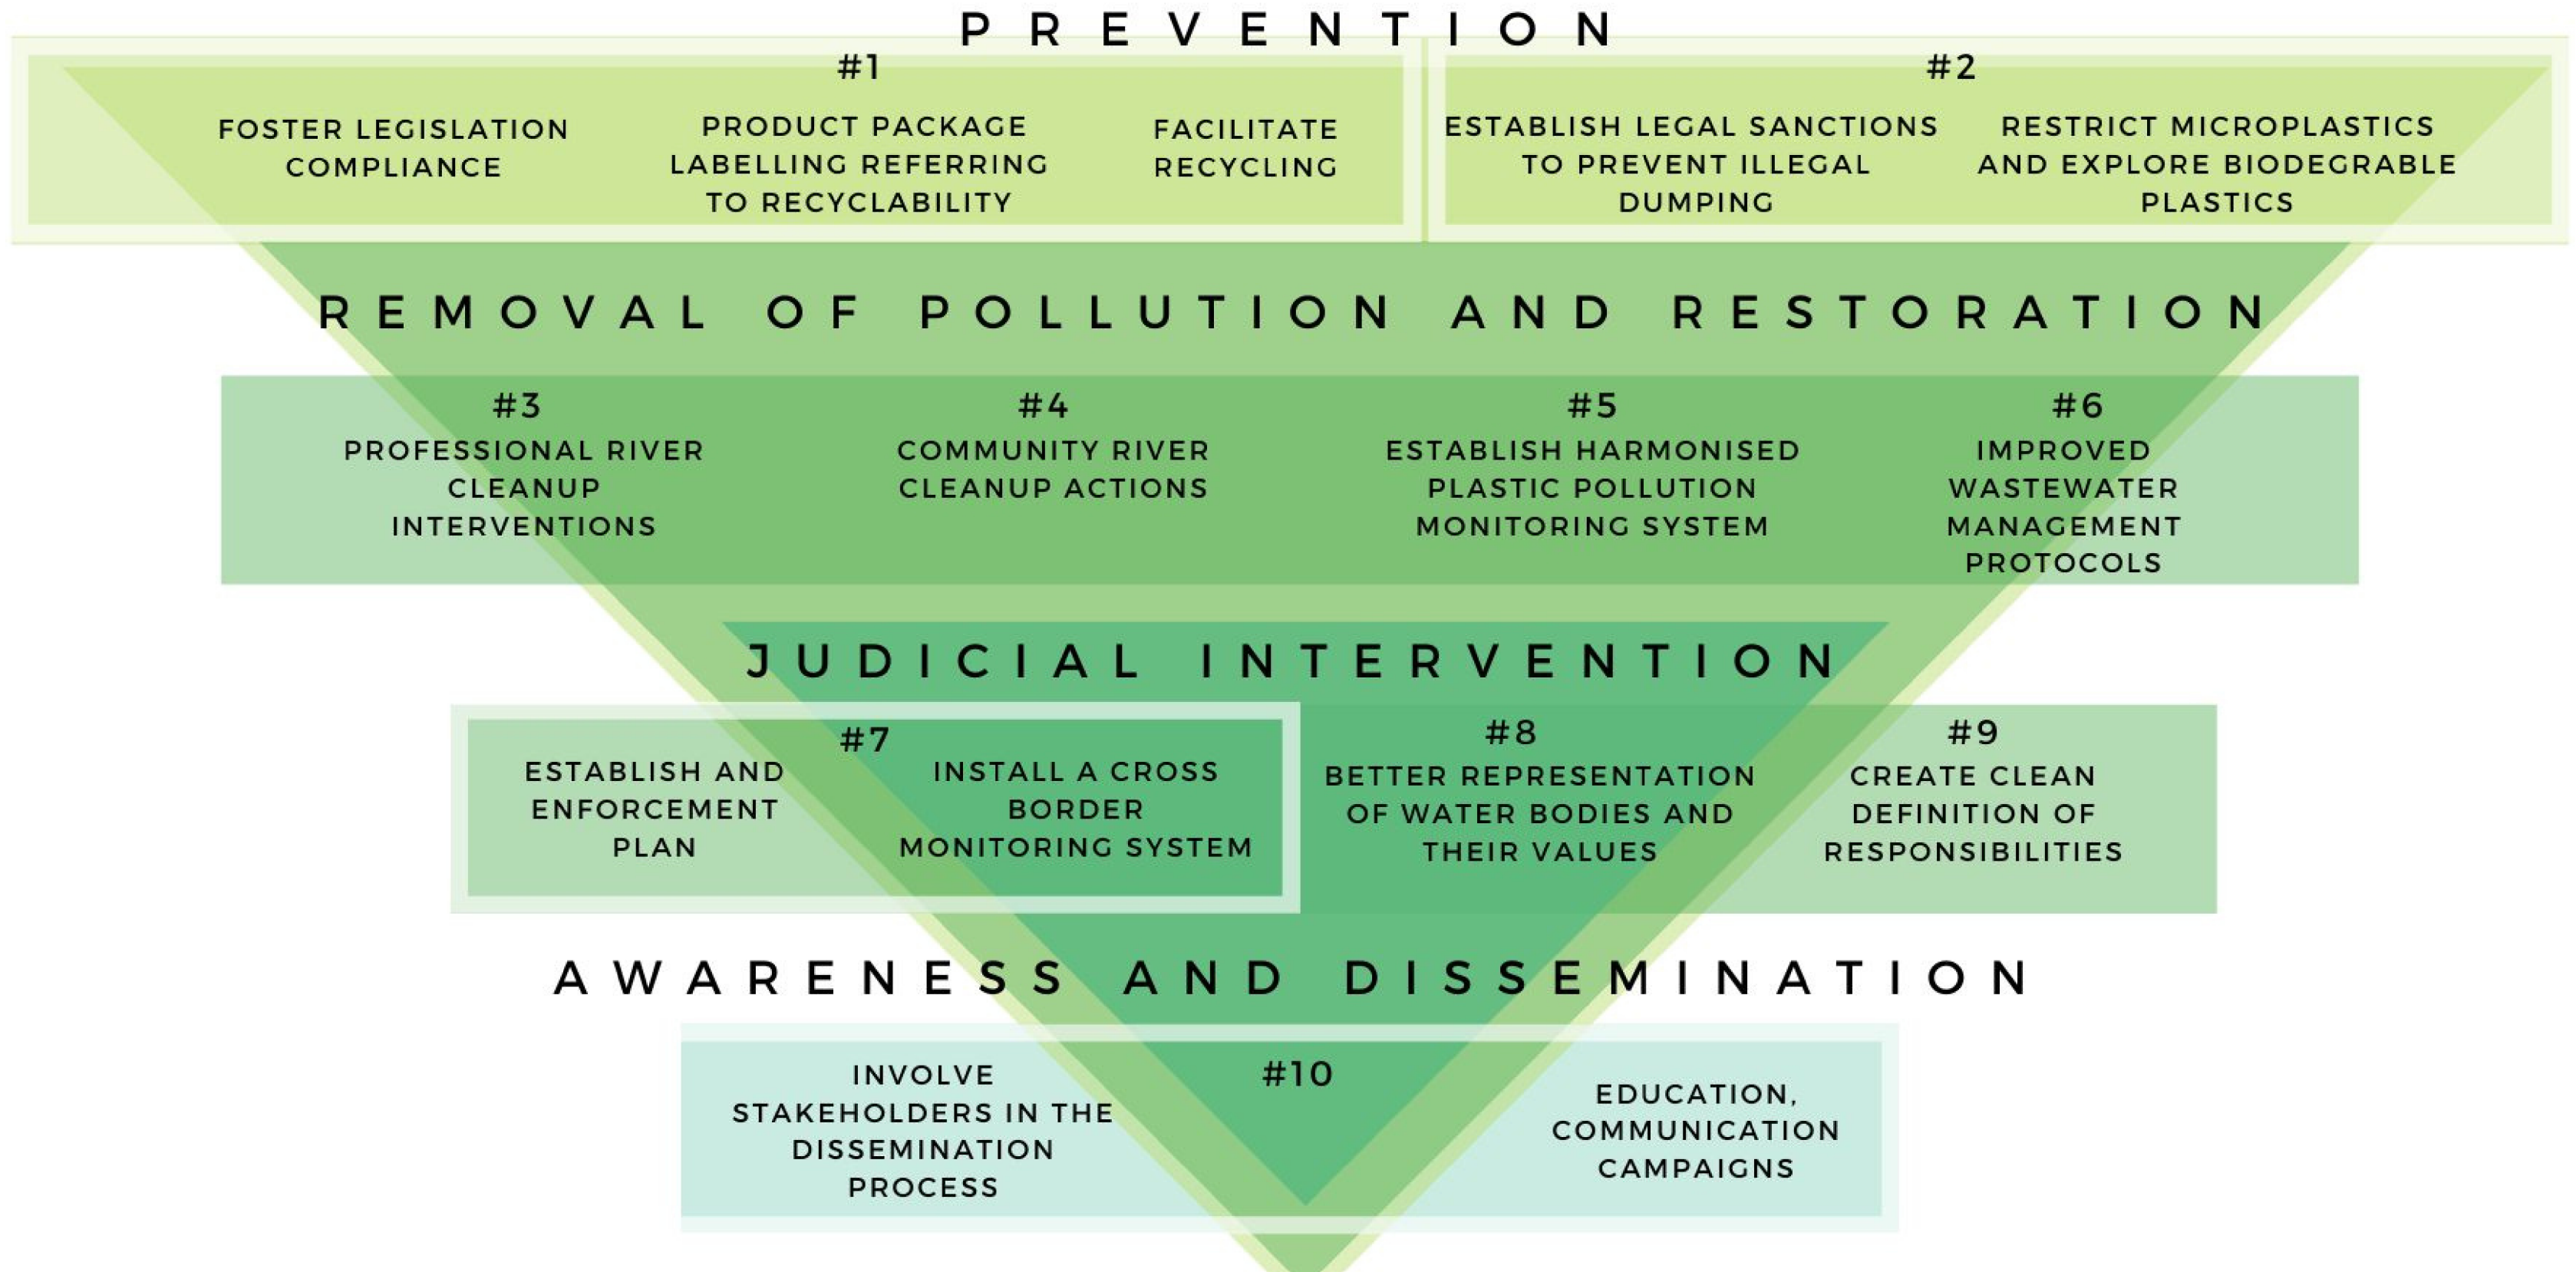 PREVENTION
#1
FOSTER LEGISLATION
COMPLIANCE
PRODUCT PACKAGE
LABELLING REFERRING
TO RECYCLABILITY
FACILITATE
RECYCLING
#2
ESTABLISH LEGAL SANCTIONS
TO PREVENT ILLEGAL
DUMPING
RESTRICT MICROPLASTICS
AND EXPLORE BIODEGRABLE
PLASTICS
REMOVAL OF POLLUTION AND RESTORATION
#3
PROFESSIONAL RIVER
CLEANUP
INTERVENTIONS
#4
COMMUNITY RIVER
CLEANUP ACTIONS
#5
ESTABLISH HARMONISED
PLASTIC POLLUTION
MONITORING SYSTEM
#6
IMPROVED
WASTEWATER
MANAGEMENT
PROTOCOLS
JUDICIAL INTERVENTION
#7
ESTABLISH AND
ENFORCEMENT
PLAN
INSTALL A CROSS
BORDER
MONITORING SYSTEM
#8
BETTER REPRESENTATION
OF WATER BODIES AND
THEIR VALUES
#9
CREATE CLEAN
DEFINITION OF
RESPONSIBILITIES
AWARENESS AND DISSEMINATION
#10
INVOLVE
STAKEHOLDERS IN THE
DISSEMINATION
PROCESS
EDUCATION,
COMMUNICATION
CAMPAIGNS